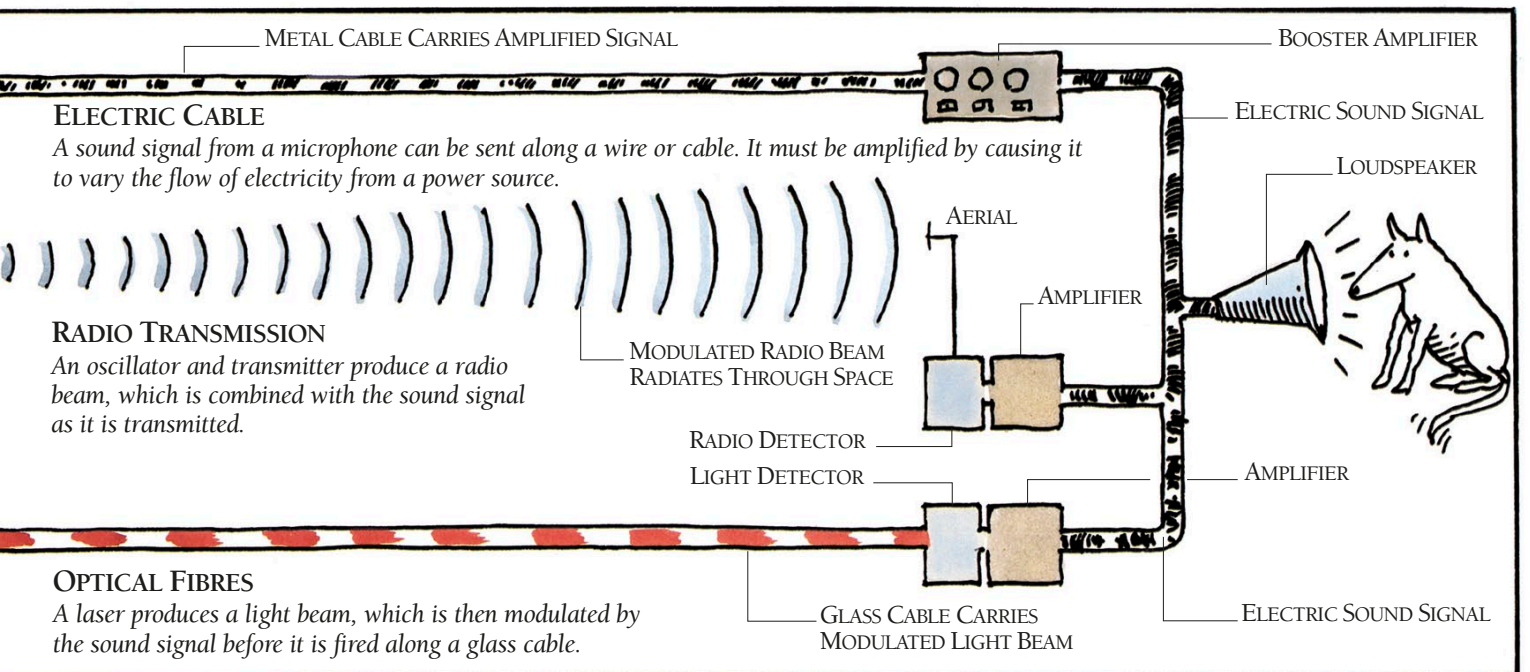 METAL CABLE CARRIES AMPLIFIED SIGNAL
BOOSTER AMPLIFIER
ELECTRIC CABLE
A sound signal from a microphone can be sent along a wire or cable. It must be amplified by causing it
to vary the flow of electricity from a power source.
ELECTRIC SOUND SIGNAL
LOUDSPEAKER
AERIAL
AMPLIFIER
RADIO TRANSMISSION
An oscillator and transmitter produce a radio
beam, which is combined with the sound signal
as it is transmitted.
MODULATED RADIO BEAM
RADIATES THROUGH SPACE
RADIO DETECTOR
LIGHT DETECTOR
AMPLIFIER
OPTICAL FIBRES
A laser produces a light beam, which is then modulated by
the sound signal before it is fired along a glass cable.
GLASS CABLE CARRIES
MODULATED LIGHT BEAM
ELECTRIC SOUND SIGNAL